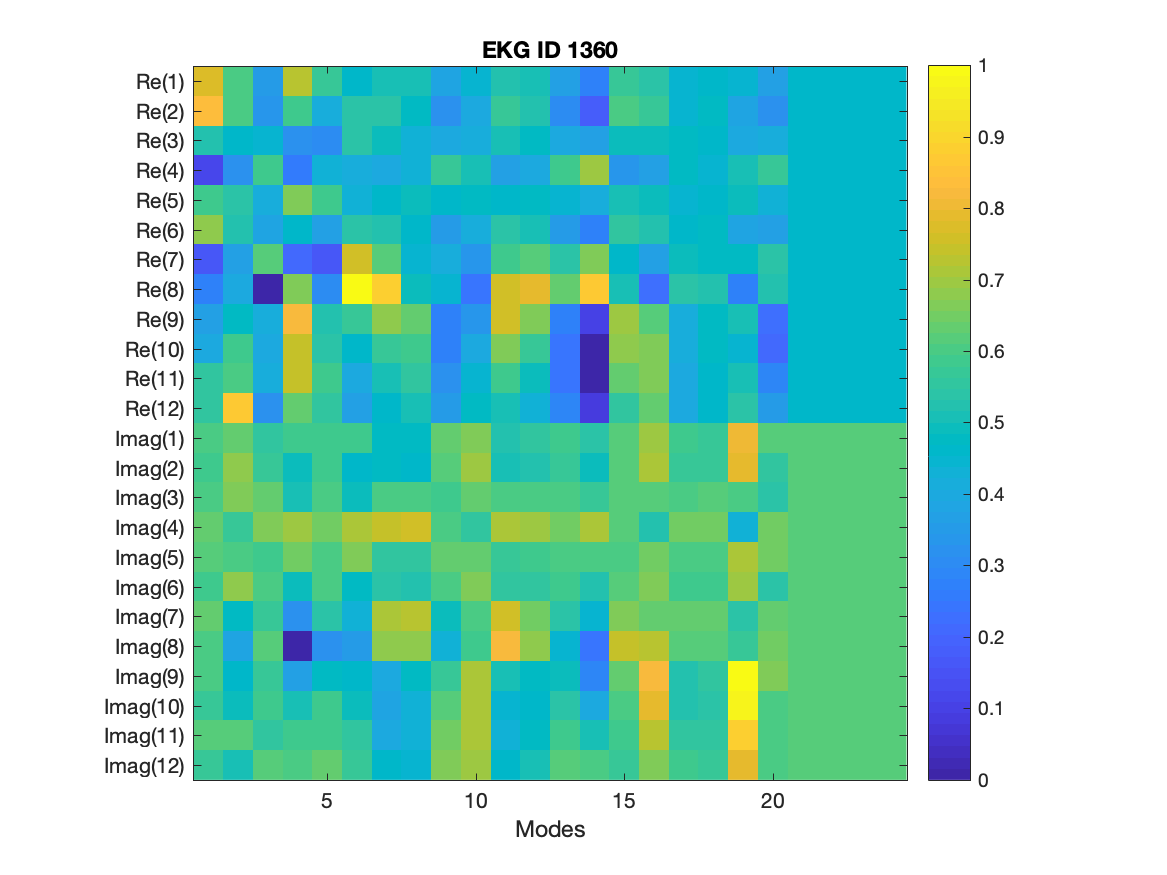 EKG ID 1360
Re(1)
Re(2)
Re(3)
Re(4)
Re(5)
Re(6)
Re(7)
Re(8)
Re(9)
Re(10)
Re(11)
Re(12)
Imag(1)
Imag(2)
Imag(3)
Imag(4)
Imag(5)
Imag(6)
Imag(7)
Imag(8)
Imag(9)
Imag(10)
Imag(11)
Imag(12)
5 10 15 20
Modes
1
0.9
0.8
0.7
0.6
0.5
0.4
0.3
0.2
0.1
0